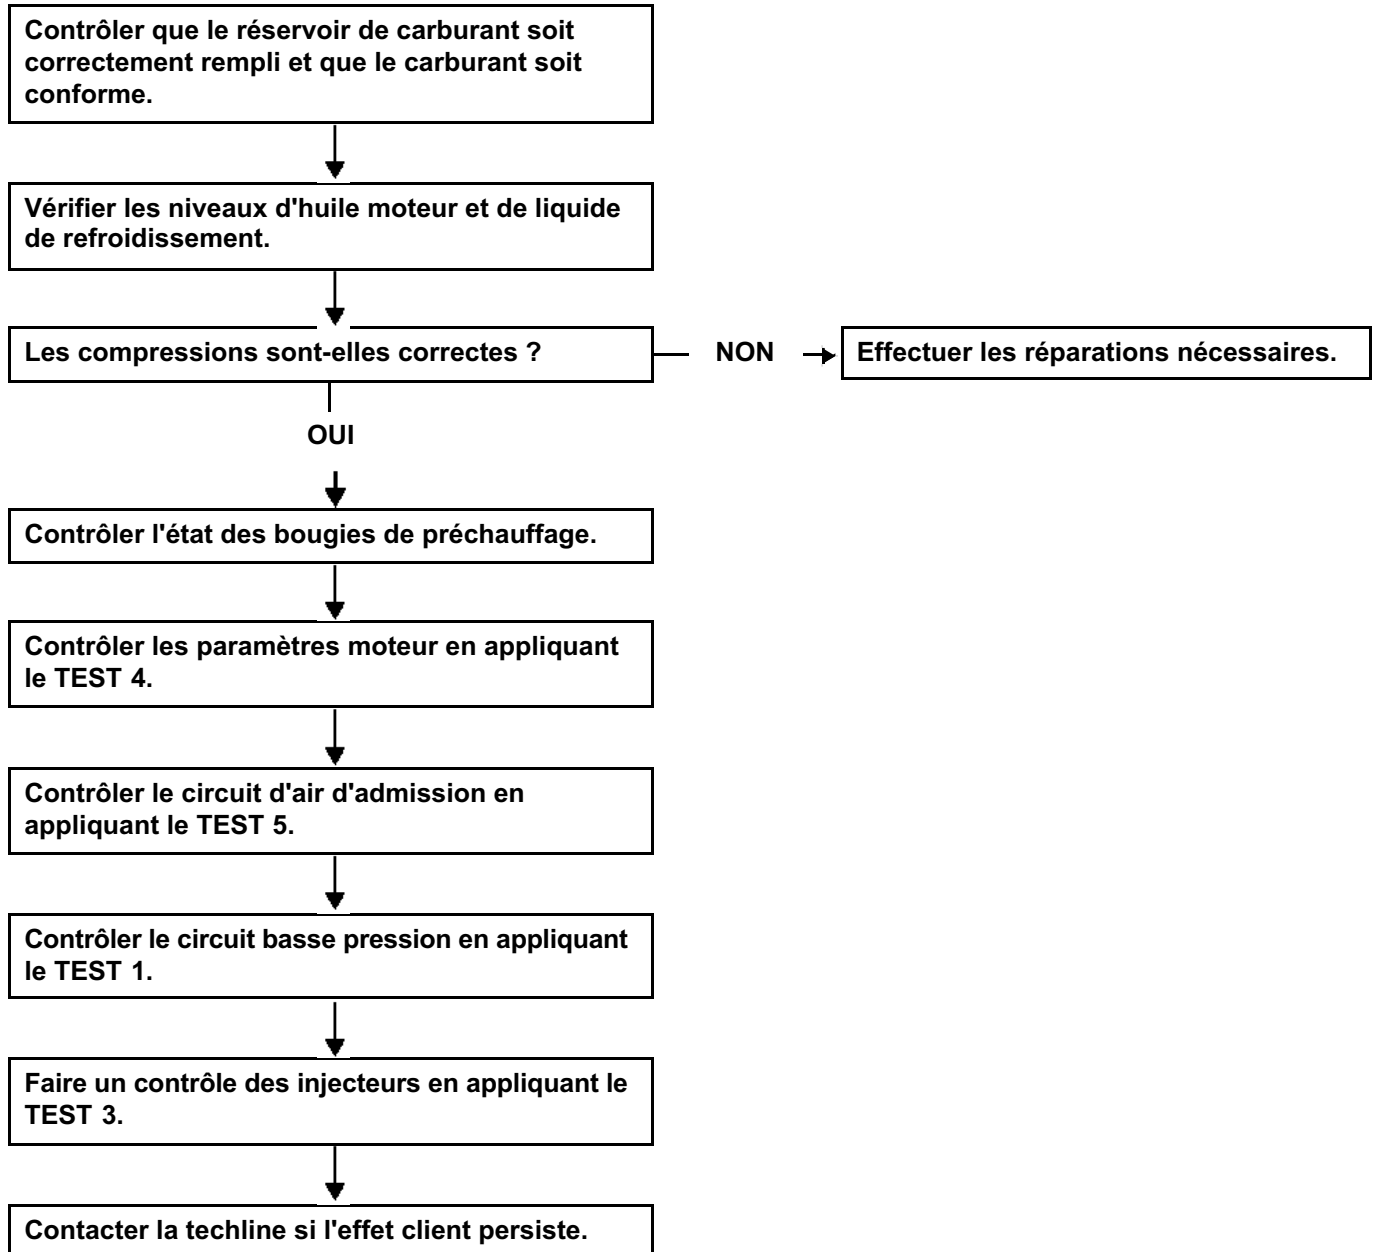 Contrôler que le réservoir de carburant soit
correctement rempli et que le carburant soit
conforme.
Vérifier les niveaux d'huile moteur et de liquide
de refroidissement.
Les compressions sont-elles correctes ?
NON
Effectuer les réparations nécessaires.
OUI
Contrôler l'état des bougies de préchauffage.
Contrôler les paramètres moteur en appliquant
le TEST 4.
Contrôler le circuit d'air d'admission en
appliquant le TEST 5.
Contrôler le circuit basse pression en appliquant
le TEST 1.
Faire un contrôle des injecteurs en appliquant le
TEST 3.
Contacter la techline si l'effet client persiste.